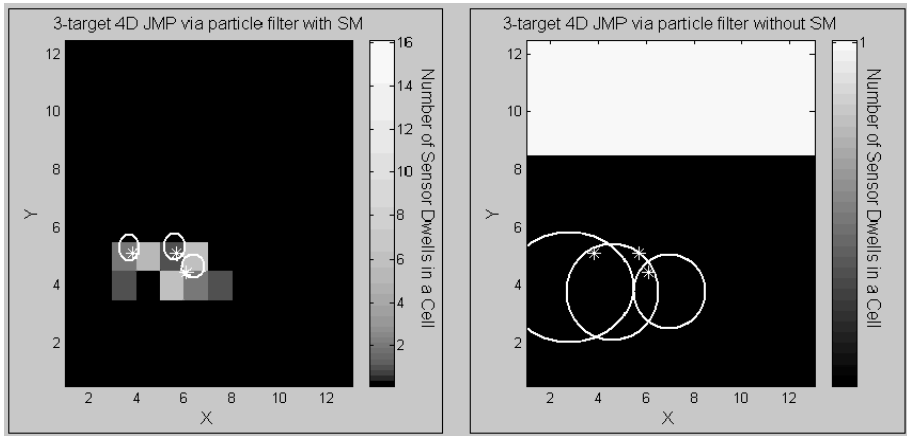 3-target 4D JMP via particle filter with SM
12
10
8
6
4
2
Y
2 4 6 8 10 12
X
16
14
12
10
8
6
4
2
Number of Sensor Dwells in a Cell
3-target 4D JMP via particle filter without SM
12
10
8
6
4
2
Y
2 4 6 8 10 12
X
1
Number of Sensor Dwells in a Cell